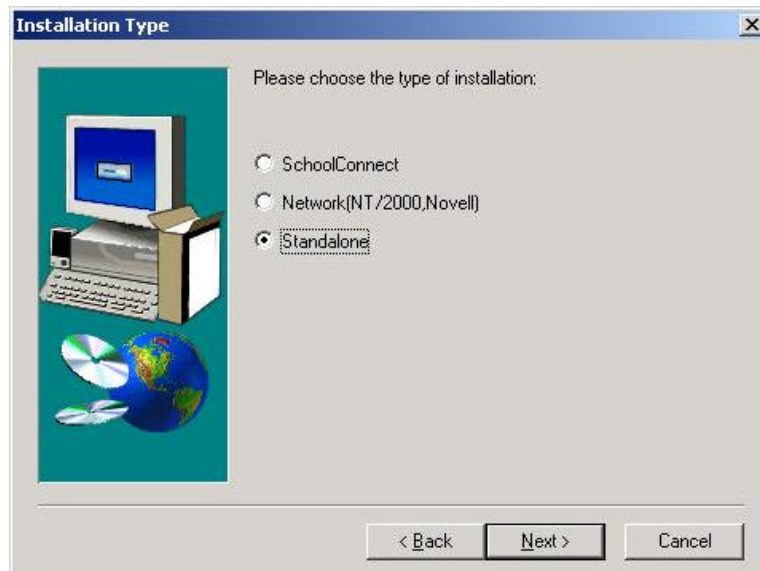 Installation Type
Please choose the type of installation:
SchoolConnect
Network(NT/2000,Novell)
Standalone
< Back Next > Cancel